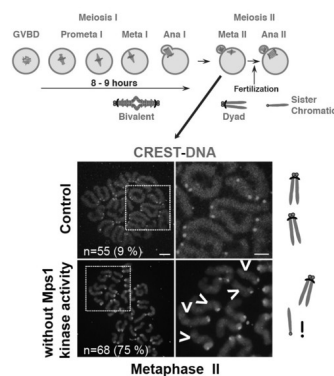 Meiosis I
Meiosis II
GVBD
Prometa I
Meta I
Ana I
Meta II
Ana II
8 - 9 hours
Fertilization
Bivalent
Dyad
Sister
Chromatid
CREST-DNA
Control
n=55 (9 %)
without Mps1
kinase activity
n=68 (75 %)
!
Metaphase II